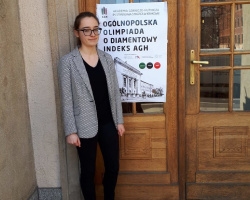 OGÓLNOPOLSKA
OLIMPIADA
O DIAMENTOWY
INDEKS AGH